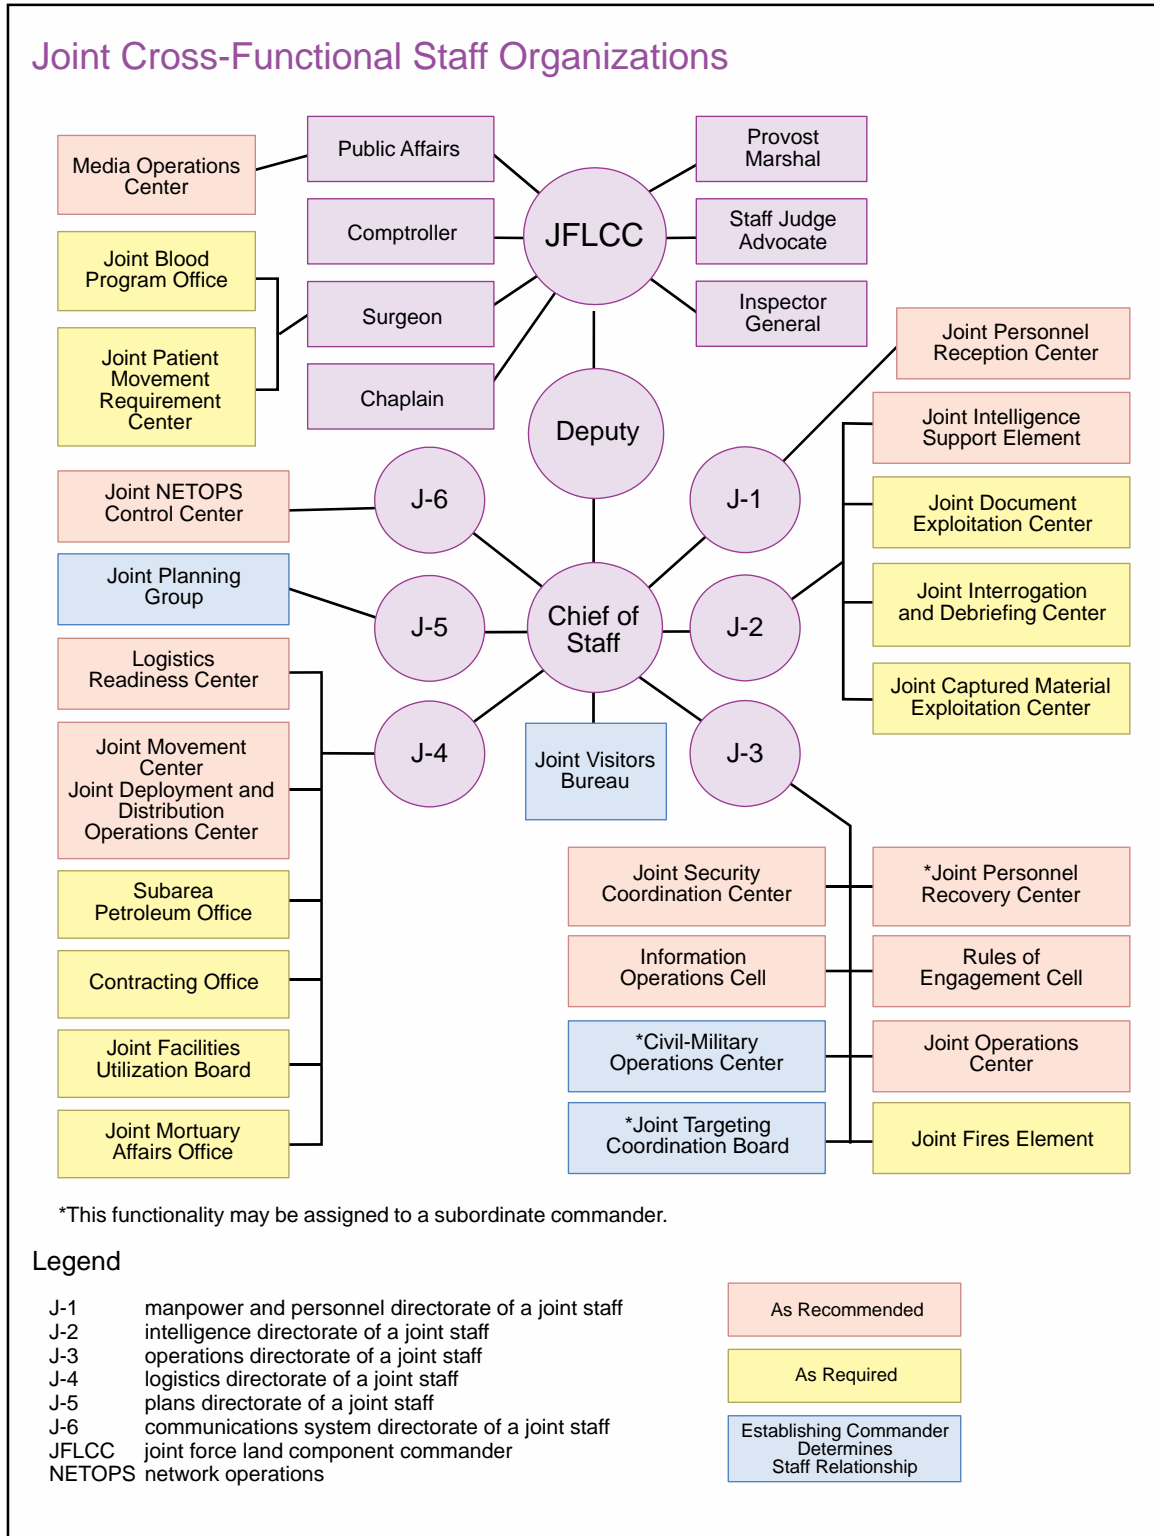 Joint Cross-Functional Staff Organizations
Media Operations
Center
Public Affairs
JFLCC
Provost
Marshal
Joint Blood
Program Office
Comptroller
Staff Judge
Advocate
Joint Patient
Movement
Requirement
Center
Surgeon
Inspector
General
Chaplain
Deputy
Joint Personnel
Reception Center
Joint NETOPS
Control Center
J-6
J-1
Joint Intelligence
Support Element
Joint Document
Exploitation Center
Joint Planning
Group
J-5
Chief of
Staff
J-2
Joint Interrogation
and Debriefing Center
Joint Captured Material
Exploitation Center
Logistics
Readiness Center
J-4
Joint Visitors
Bureau
J-3
Joint Movement
Center
Joint Deployment and
Distribution
Operations Center
Subarea
Petroleum Office
Contracting Office
Joint Facilities
Utilization Board
Joint Mortuary
Affairs Office
Joint Security
Coordination Center
*Joint Personnel
Recovery Center
Information
Operations Cell
Rules of
Engagement Cell
*Civil-Military
Operations Center
Joint Operations
Center
*Joint Targeting
Coordination Board
Joint Fires Element
*This functionality may be assigned to a subordinate commander.
Legend
J-1 manpower and personnel directorate of a joint staff
J-2 intelligence directorate of a joint staff
J-3 operations directorate of a joint staff
J-4 logistics directorate of a joint staff
J-5 plans directorate of a joint staff
J-6 communications system directorate of a joint staff
JFLCC joint force land component commander
NETOPS network operations
As Recommended
As Required
Establishing Commander
Determines
Staff Relationship